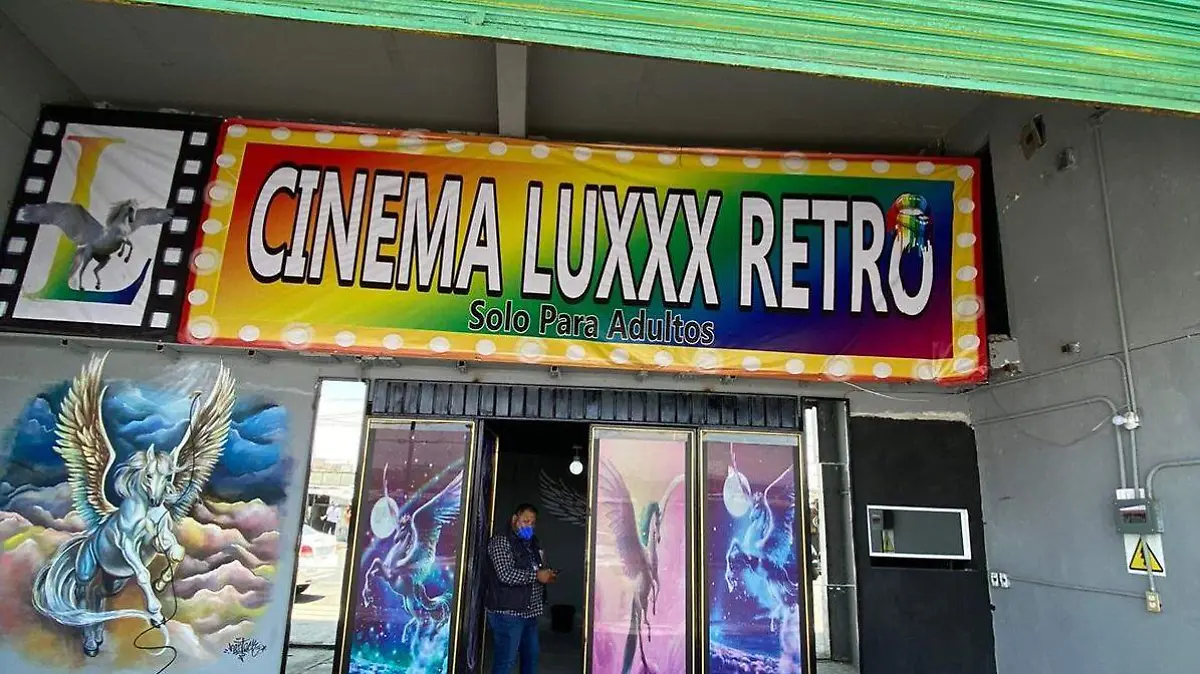 L
CINEMA LUXXX RETRO
Solo Para Adultos